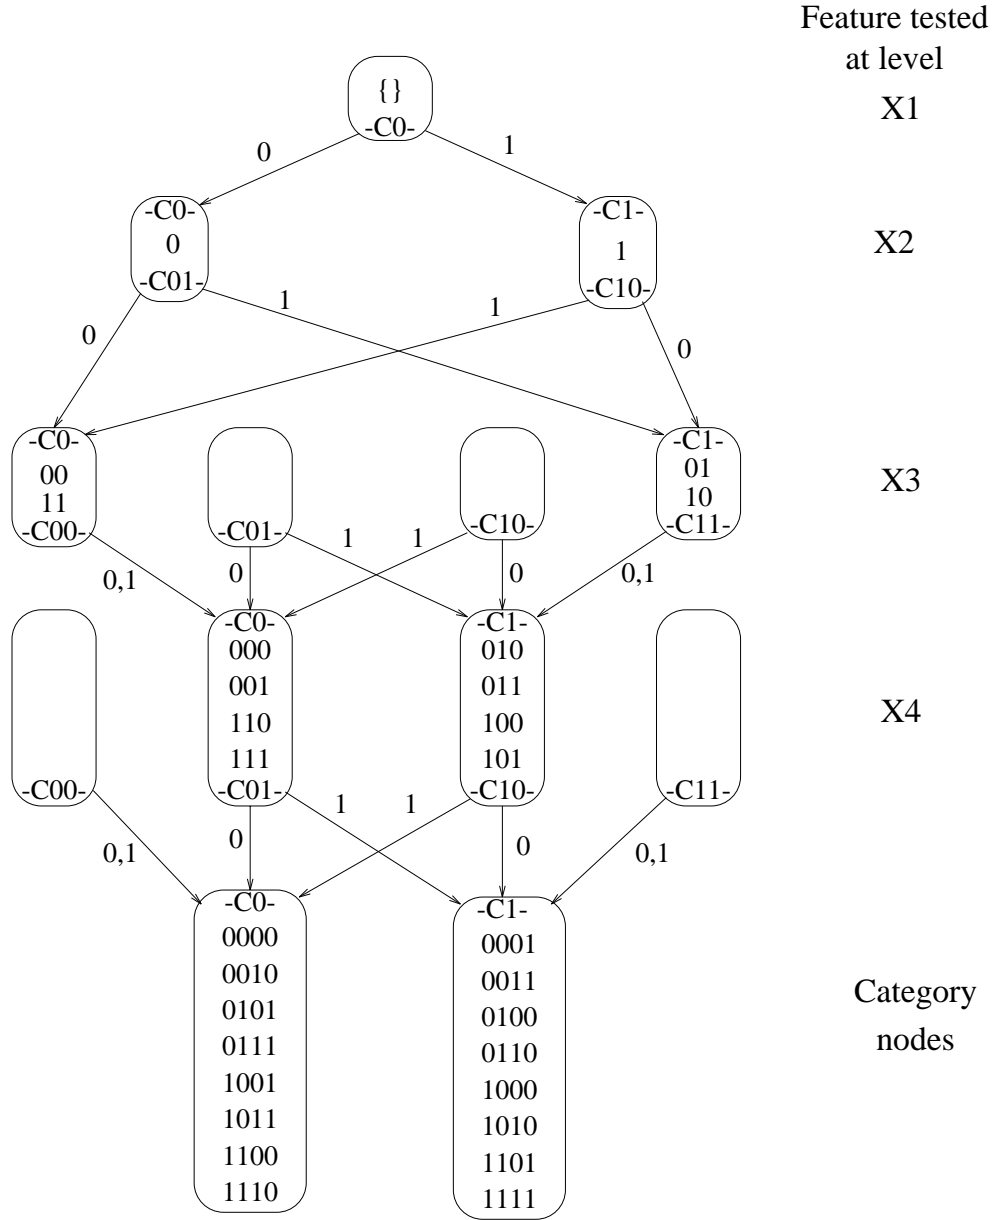 Feature tested
at level
{}
-C0-
X1
0
1
-C0-
0
-C01-
-C1-
1
-C10-
X2
0
1
1
0
-C0-
00
11
-C00-
-C01-
-C10-
-C1-
01
10
-C11-
X3
0,1
0
1
1
0
0,1
-C00-
-C0-
000
001
110
111
-C01-
-C1-
010
011
100
101
-C10-
-C11-
X4
0,1
0
1
1
0
0,1
-C0-
0000
0010
0101
0111
1001
1011
1100
1110
-C1-
0001
0011
0100
0110
1000
1010
1101
1111
Category
nodes